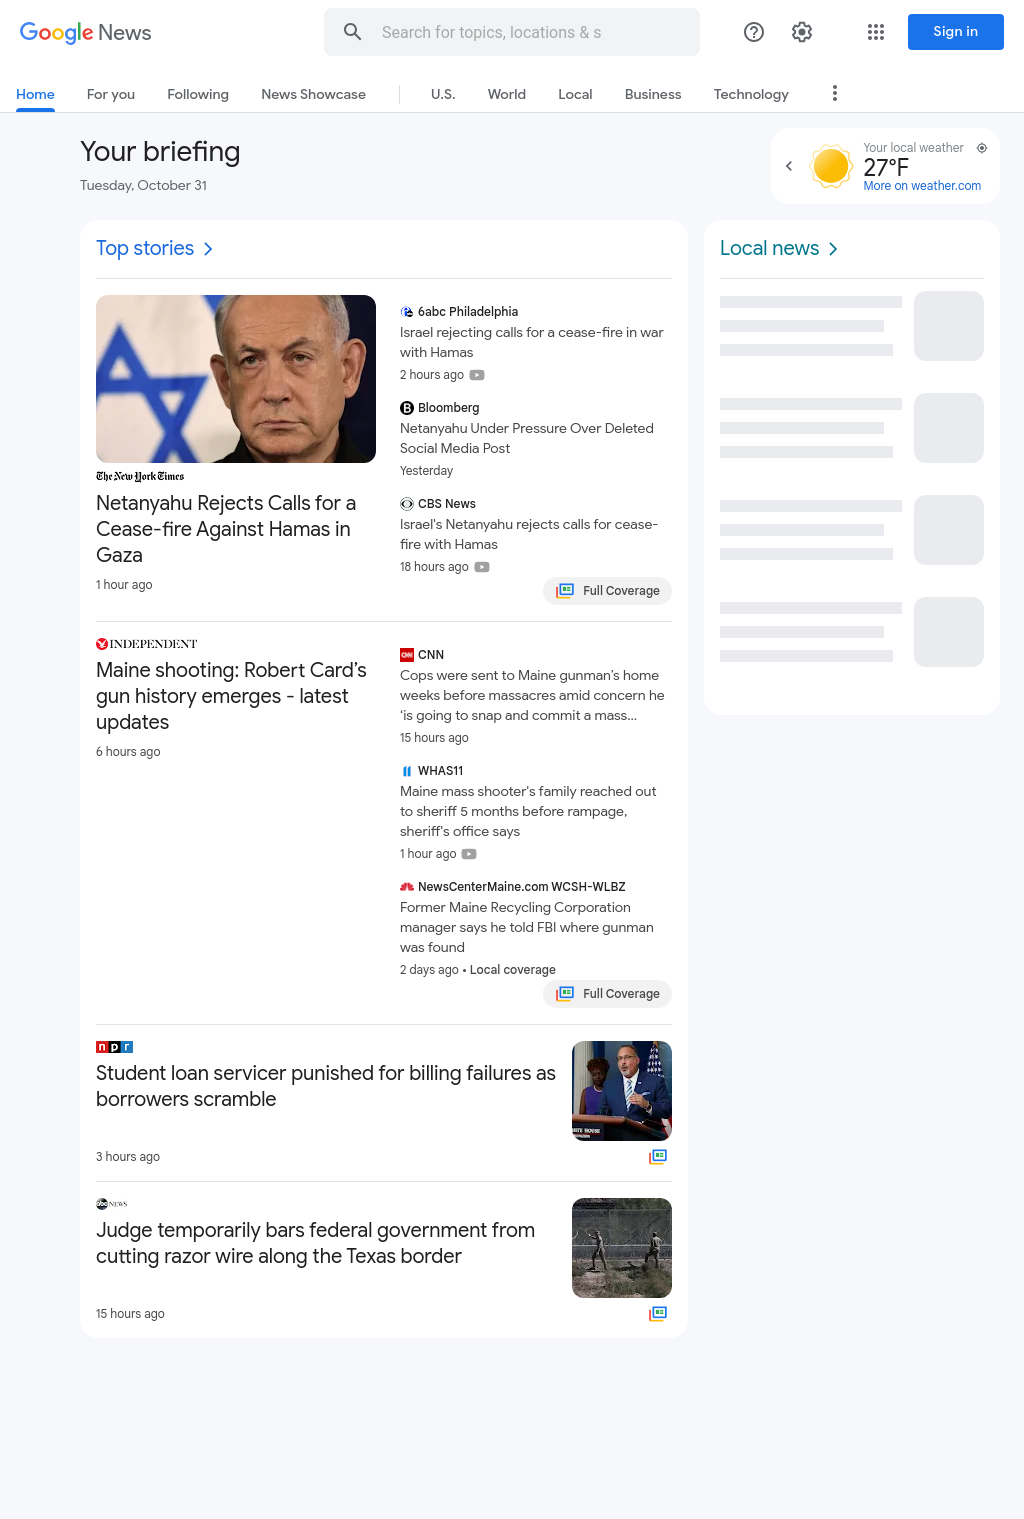 Google News
Search for topics, locations & s
Sign in
Home
For you
Following
News Showcase
U.S.
World
Local
Business
Technology
Your briefing
Tuesday, October 31
Your local weather
27°F
More on weather.com
Top stories
The New York Times
Netanyahu Rejects Calls for a
Cease-fire Against Hamas in
Gaza
1 hour ago
6abc Philadelphia
Israel rejecting calls for a cease-fire in war
with Hamas
2 hours ago
Bloomberg
Netanyahu Under Pressure Over Deleted
Social Media Post
Yesterday
CBS News
Israel's Netanyahu rejects calls for cease-
fire with Hamas
18 hours ago
Full Coverage
INDEPENDENT
Maine shooting: Robert Card’s
gun history emerges - latest
updates
6 hours ago
CNN
Cops were sent to Maine gunman’s home
weeks before massacres amid concern he
‘is going to snap and commit a mass...
15 hours ago
WHAS11
Maine mass shooter's family reached out
to sheriff 5 months before rampage,
sheriff's office says
1 hour ago
NewsCenterMaine.com WCSH-WLBZ
Former Maine Recycling Corporation
manager says he told FBI where gunman
was found
2 days ago • Local coverage
Full Coverage
npr
Student loan servicer punished for billing failures as
borrowers scramble
3 hours ago
abc NEWS
Judge temporarily bars federal government from
cutting razor wire along the Texas border
15 hours ago
Local news